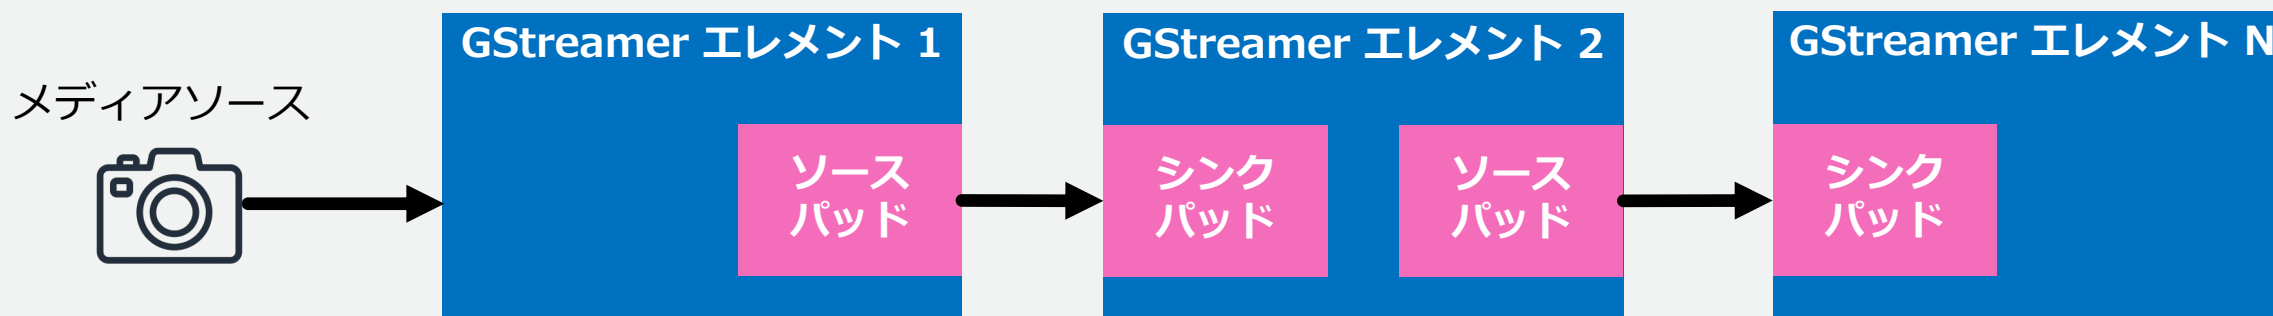 メディアソース
GStreamer エレメント 1
ソース
パッド
GStreamer エレメント 2
シンク
パッド
ソース
パッド
GStreamer エレメント N
シンク
パッド